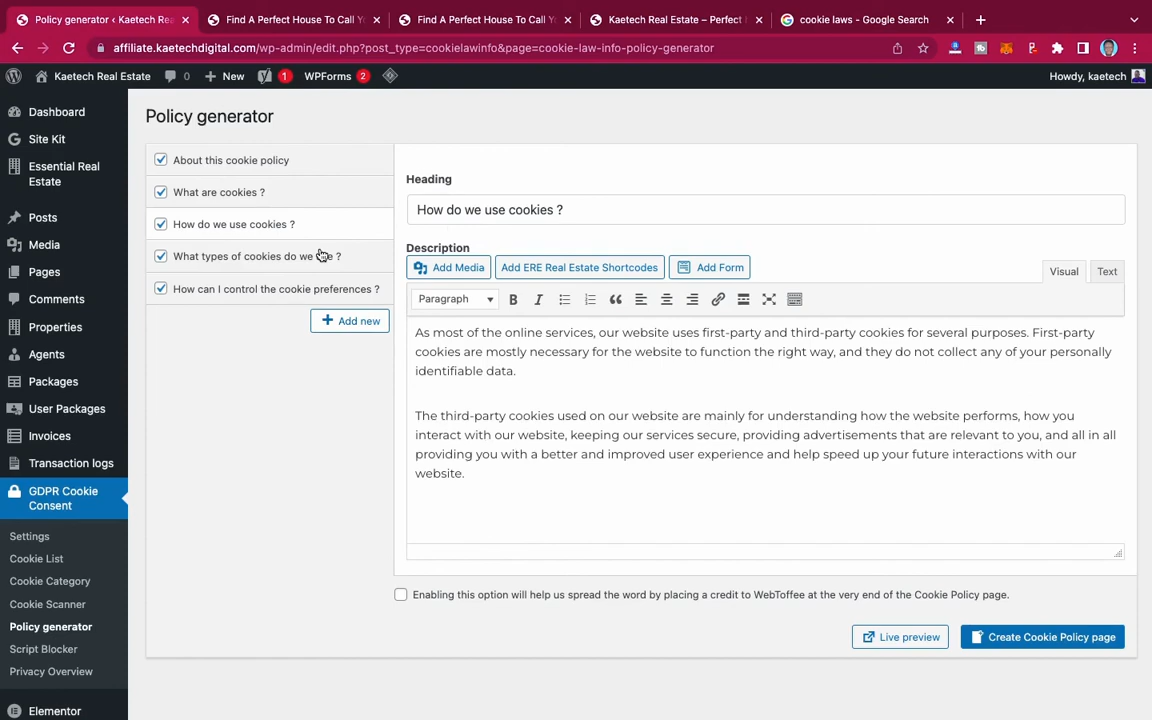 Policy generator ‹ Kaetech Rea
Find A Perfect House To Call Yo
Find A Perfect House To Call Yo
Kaetech Real Estate – Perfect M
cookie laws - Google Search
affiliate.kaetechdigital.com/wp-admin/edit.php?post_type=cookielawinfo&page=cookie-law-info-policy-generator
Kaetech Real Estate
0
New
1
WPForms
2
Howdy, kaetech
Dashboard
Site Kit
Essential Real
Estate
Posts
Media
Pages
Comments
Properties
Agents
Packages
User Packages
Invoices
Transaction logs
GDPR Cookie
Consent
Settings
Cookie List
Cookie Category
Cookie Scanner
Policy generator
Script Blocker
Privacy Overview
Elementor
Policy generator
About this cookie policy
What are cookies ?
How do we use cookies ?
What types of cookies do we ?
How can I control the cookie preferences ?
Add new
Heading
How do we use cookies ?
Description
Add Media
Add ERE Real Estate Shortcodes
Add Form
Visual
Text
Paragraph
As most of the online services, our website uses first-party and third-party cookies for several purposes. First-party
cookies are mostly necessary for the website to function the right way, and they do not collect any of your personally
identifiable data.
The third-party cookies used on our website are mainly for understanding how the website performs, how you
interact with our website, keeping our services secure, providing advertisements that are relevant to you, and all in all
providing you with a better and improved user experience and help speed up your future interactions with our
website.
Enabling this option will help us spread the word by placing a credit to WebToffee at the very end of the Cookie Policy page.
Live preview
Create Cookie Policy page